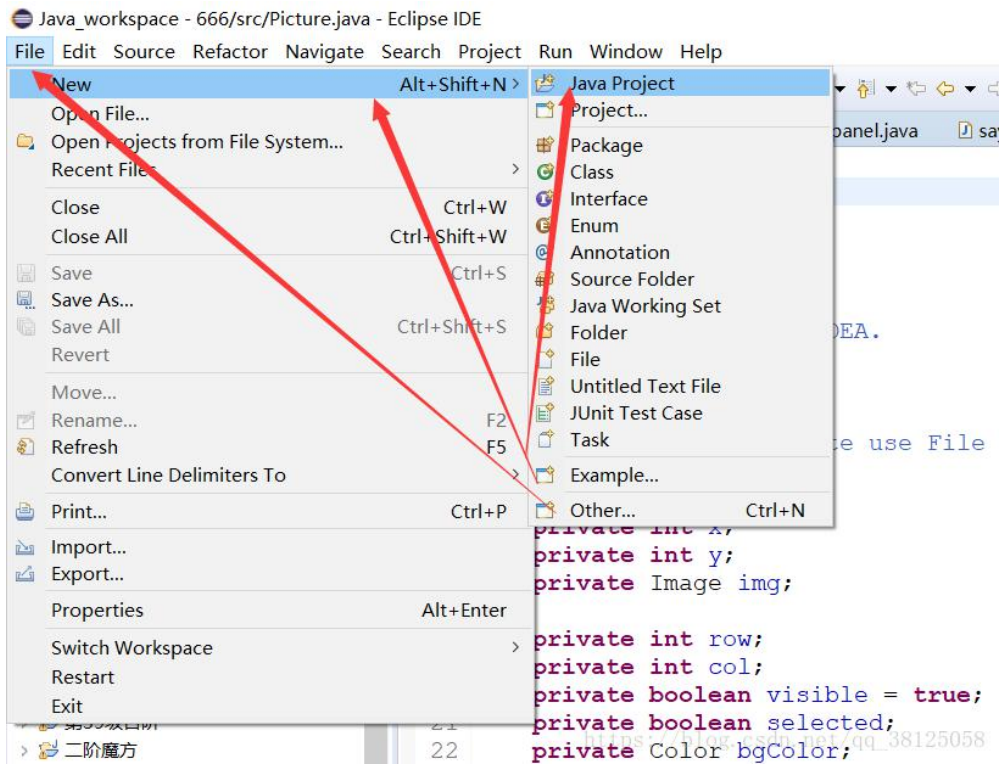 Java_workspace - 666/src/Picture.java - Eclipse IDE
File Edit Source Refactor Navigate Search Project Run Window Help
New Alt+Shift+N >
Open File...
Open Projects from File System...
Recent Files >
Close Ctrl+W
Close All Ctrl+Shift+W
Save Ctrl+S
Save As...
Save All Ctrl+Shift+S
Revert
Move...
Rename... F2
Refresh F5
Convert Line Delimiters To >
Print... Ctrl+P
Import...
Export...
Properties Alt+Enter
Switch Workspace >
Restart
Exit
Java Project
Project...
Package
Class
Interface
Enum
Annotation
Source Folder
Java Working Set
Folder
File
Untitled Text File
JUnit Test Case
Task
Example...
Other... Ctrl+N
panel.java
DEA.
use File
private int x;
private int y;
private Image img;
private int row;
private int col;
private boolean visible = true;
21 private boolean selected;
22 private Color bgColor;
二阶魔方
https://blog.csdn.net/qq_38125058